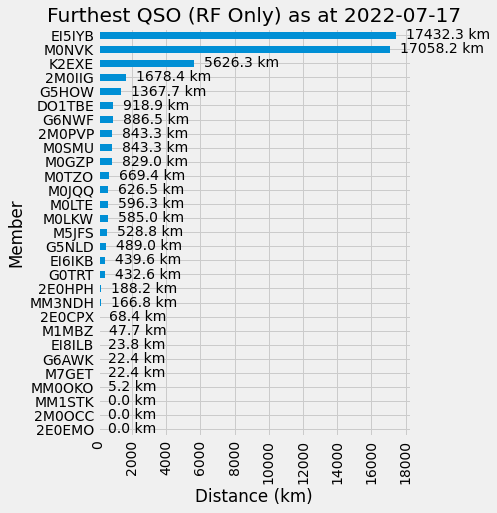 Furthest QSO (RF Only) as at 2022-07-17
EI5IYB 17432.3 km
M0NVK 17058.2 km
K2EXE 5626.3 km
2M0IIG 1678.4 km
G5HOW 1367.7 km
DO1TBE 918.9 km
G6NWF 886.5 km
2M0PVP 843.3 km
M0SMU 843.3 km
M0GZP 829.0 km
M0TZO 669.4 km
M0JQQ 626.5 km
M0LTE 596.3 km
M0LKW 585.0 km
M5JFS 528.8 km
G5NLD 489.0 km
EI6IKB 439.6 km
G0TRT 432.6 km
2E0HPH 188.2 km
MM3NDH 166.8 km
2E0CPX 68.4 km
M1MBZ 47.7 km
EI8ILB 23.8 km
G6AWK 22.4 km
M7GET 22.4 km
MM0OKO 5.2 km
MM1STK 0.0 km
2M0OCC 0.0 km
2E0EMO 0.0 km
Member
0 2000 4000 6000 8000 10000 12000 14000 16000 18000
Distance (km)